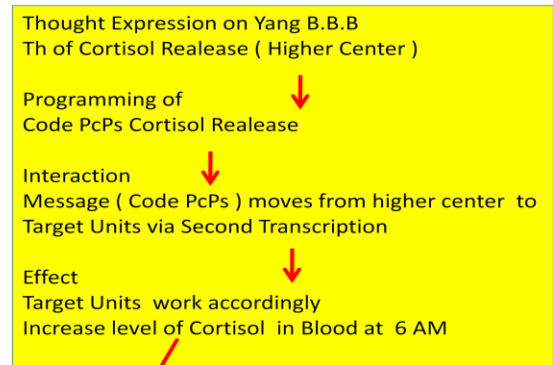 Thought Expression on Yang B.B.B
Th of Cortisol Realease ( Higher Center )
Programming of
Code PcPs Cortisol Realease
Interaction
Message ( Code PcPs ) moves from higher center to
Target Units via Second Transcription
Effect
Target Units work accordingly
Increase level of Cortisol in Blood at 6 AM